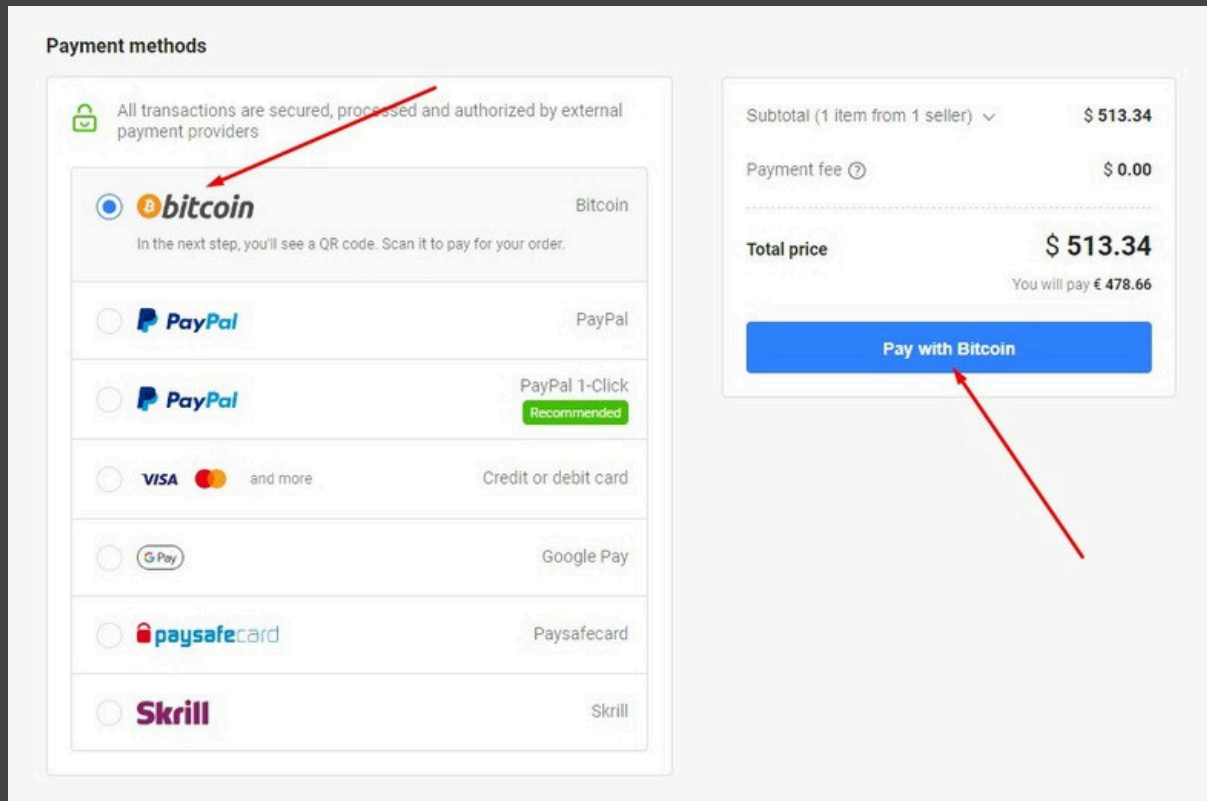 Payment methods
All transactions are secured, processed and authorized by external
payment providers
bitcoin
Bitcoin
In the next step, you'll see a QR code. Scan it to pay for your order.
PayPal
PayPal
PayPal
PayPal 1-Click
Recommended
VISA
and more
Credit or debit card
G Pay
Google Pay
paysafecard
Paysafecard
Skrill
Skrill
Subtotal (1 item from 1 seller)
$ 513.34
Payment fee
$ 0.00
Total price
$ 513.34
You will pay € 478.66
Pay with Bitcoin